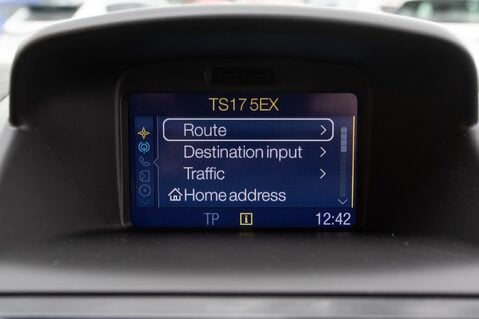 TS17 5EX
Route
Destination input
Traffic
Home address
TP
12:42